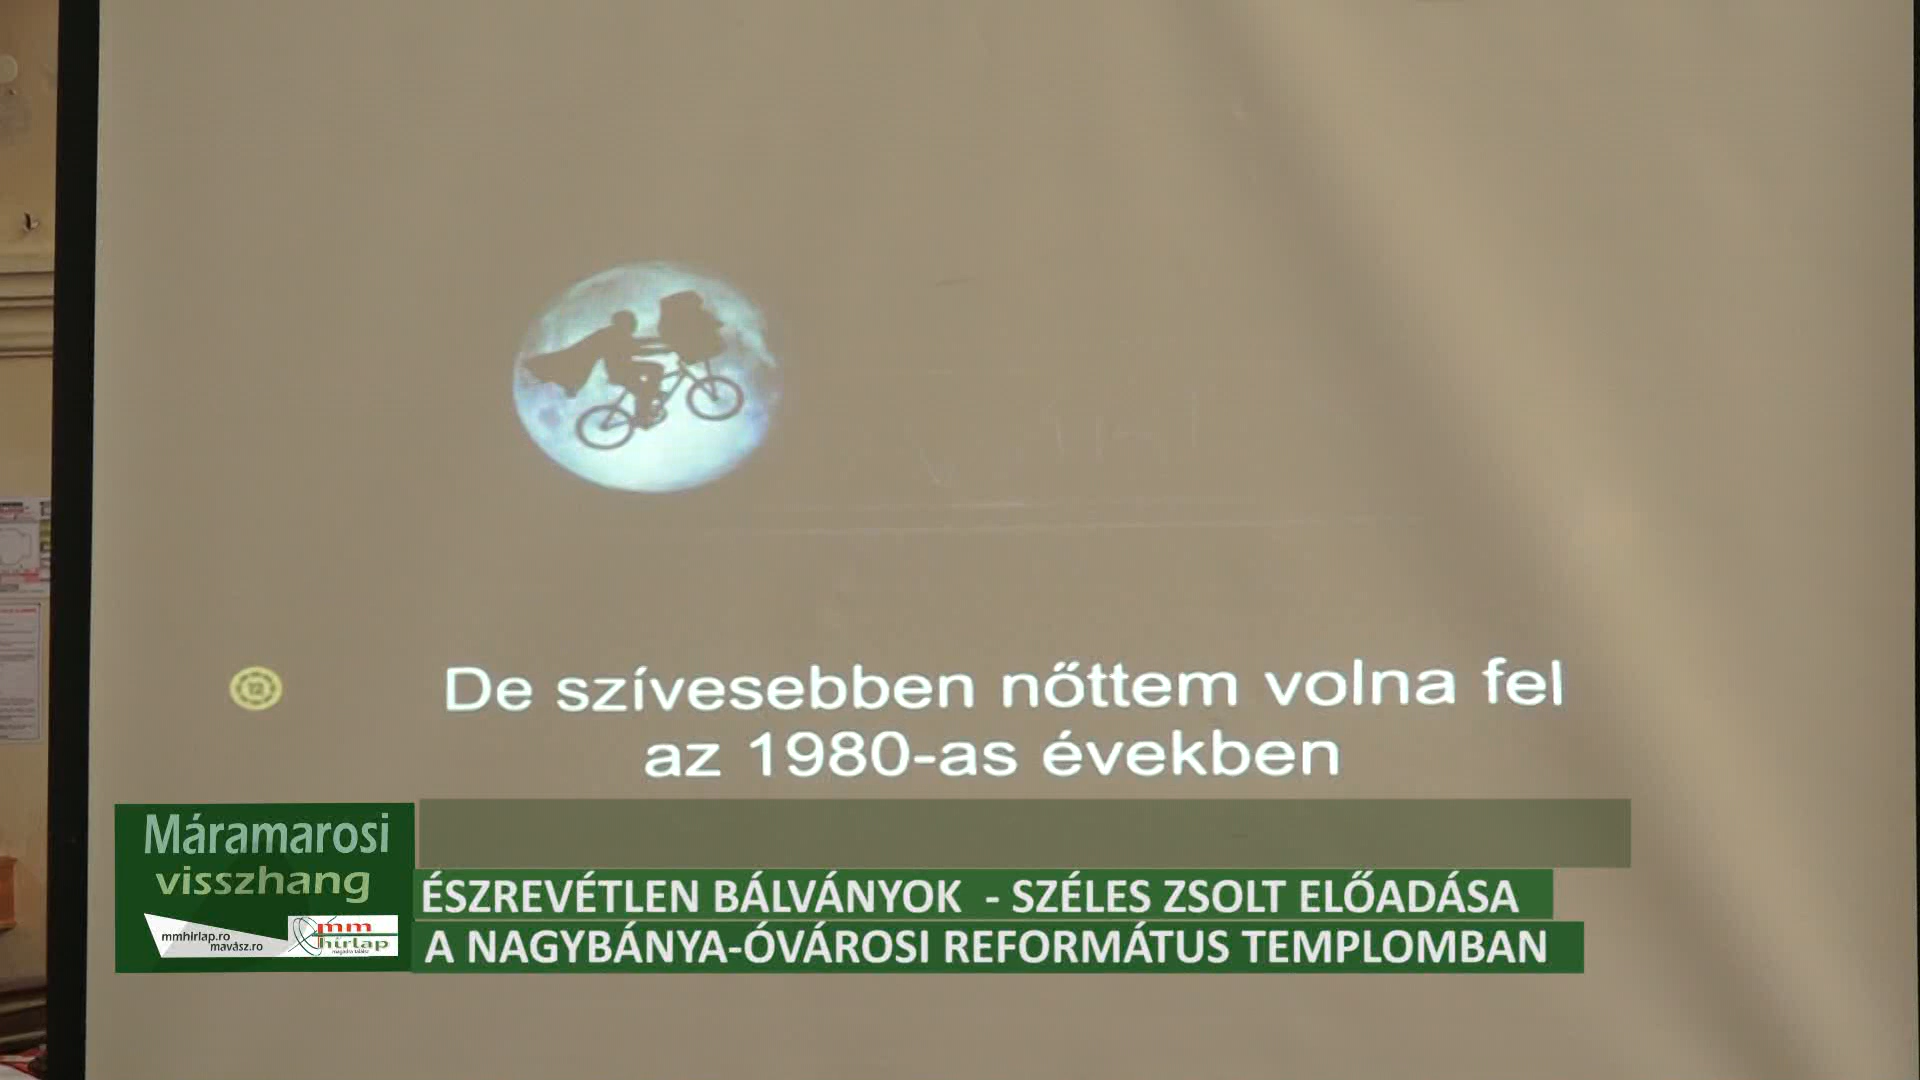 12
De szívesebben nőttem volna fel
az 1980-as években
Máramarosi
visszhang
mmhirlap.ro
mavász.ro
mm
hírlap
ÉSZREVÉTLEN BÁLVÁNYOK - SZÉLES ZSOLT ELŐADÁSA
A NAGYBÁNYA-ÓVÁROSI REFORMÁTUS TEMPLOMBAN